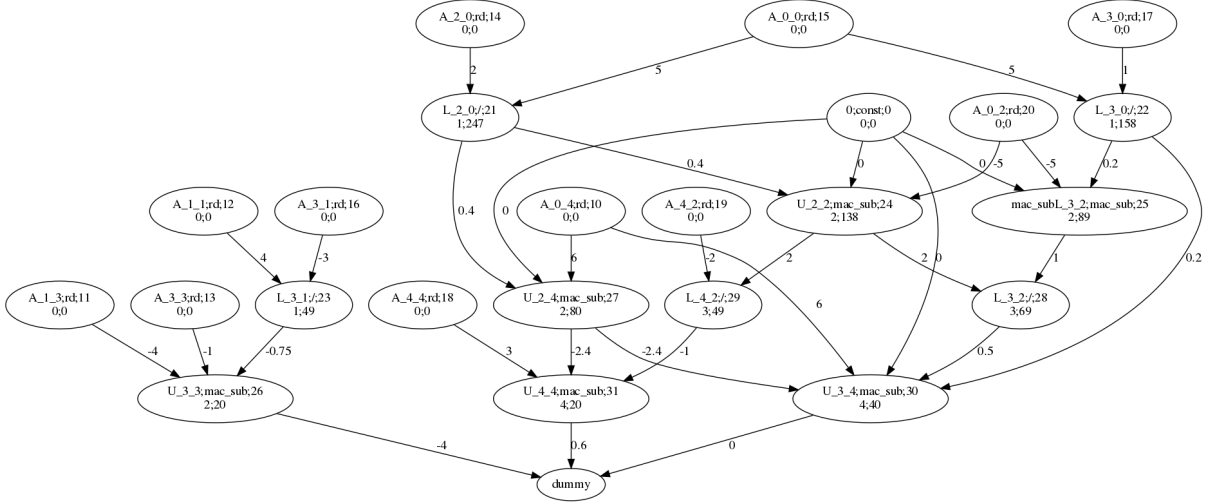 A_2_0;rd;14
0;0
A_0_0;rd;15
0;0
A_3_0;rd;17
0;0
2
5
5
1
L_2_0;/;21
1;247
0;const;0
0;0
A_0_2;rd;20
0;0
L_3_0;/;22
1;158
0.4
0
0
-5
-5
0.2
A_1_1;rd;12
0;0
A_3_1;rd;16
0;0
0.4
0
A_0_4;rd;10
0;0
A_4_2;rd;19
0;0
U_2_2;mac_sub;24
2;138
mac_subL_3_2;mac_sub;25
2;89
4
-3
6
-2
2
2
0
1
0.2
A_1_3;rd;11
0;0
A_3_3;rd;13
0;0
L_3_1;/;23
1;49
A_4_4;rd;18
0;0
U_2_4;mac_sub;27
2;80
L_4_2;/;29
3;49
6
L_3_2;/;28
3;69
-4
-1
-0.75
3
-2.4
-2.4
-1
0.5
U_3_3;mac_sub;26
2;20
U_4_4;mac_sub;31
4;20
U_3_4;mac_sub;30
4;40
-4
0.6
0
dummy